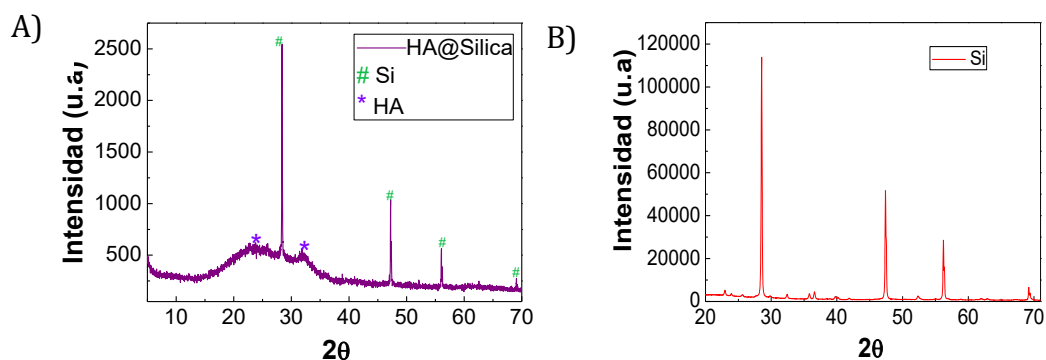 A)
Intensidad (u.a,)
2500
2000
1500
1000
500
10 20 30 40 50 60 70
2θ
HA@Silica
# Si
* HA
#
#
#
#
*
*
B)
Intensidad (u.a)
120000
100000
80000
60000
40000
20000
0
20 30 40 50 60 70
2θ
Si